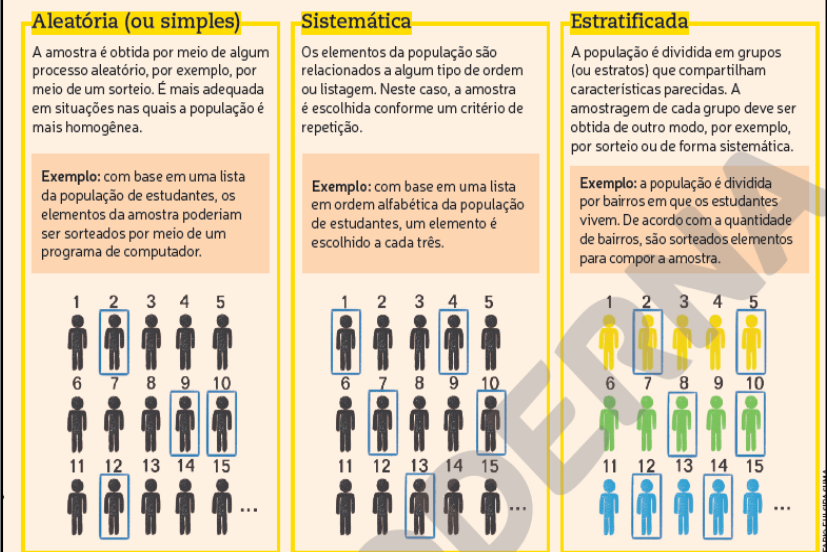 Aleatória (ou simples)
A amostra é obtida por meio de algum
processo aleatório, por exemplo, por
meio de um sorteio. É mais adequada
em situações nas quais a população é
mais homogênea.
Exemplo: com base em uma lista
da população de estudantes, os
elementos da amostra poderiam
ser sorteados por meio de um
programa de computador.
1 2 3 4 5
6 7 8 9 10
11 12 13 14 15
...
Sistemática
Os elementos da população são
relacionados a algum tipo de ordem
ou listagem. Neste caso, a amostra
é escolhida conforme um critério de
repetição.
Exemplo: com base em uma lista
em ordem alfabética da população
de estudantes, um elemento é
escolhido a cada três.
1 2 3 4 5
6 7 8 9 10
11 12 13 14 15
...
Estratificada
A população é dividida em grupos
(ou estratos) que compartilham
características parecidas. A
amostragem de cada grupo deve ser
obtida de outro modo, por exemplo,
por sorteio ou de forma sistemática.
Exemplo: a população é dividida
por bairros em que os estudantes
vivem. De acordo com a quantidade
de bairros, são sorteados elementos
para compor a amostra.
1 2 3 4 5
6 7 8 9 10
11 12 13 14 15
...